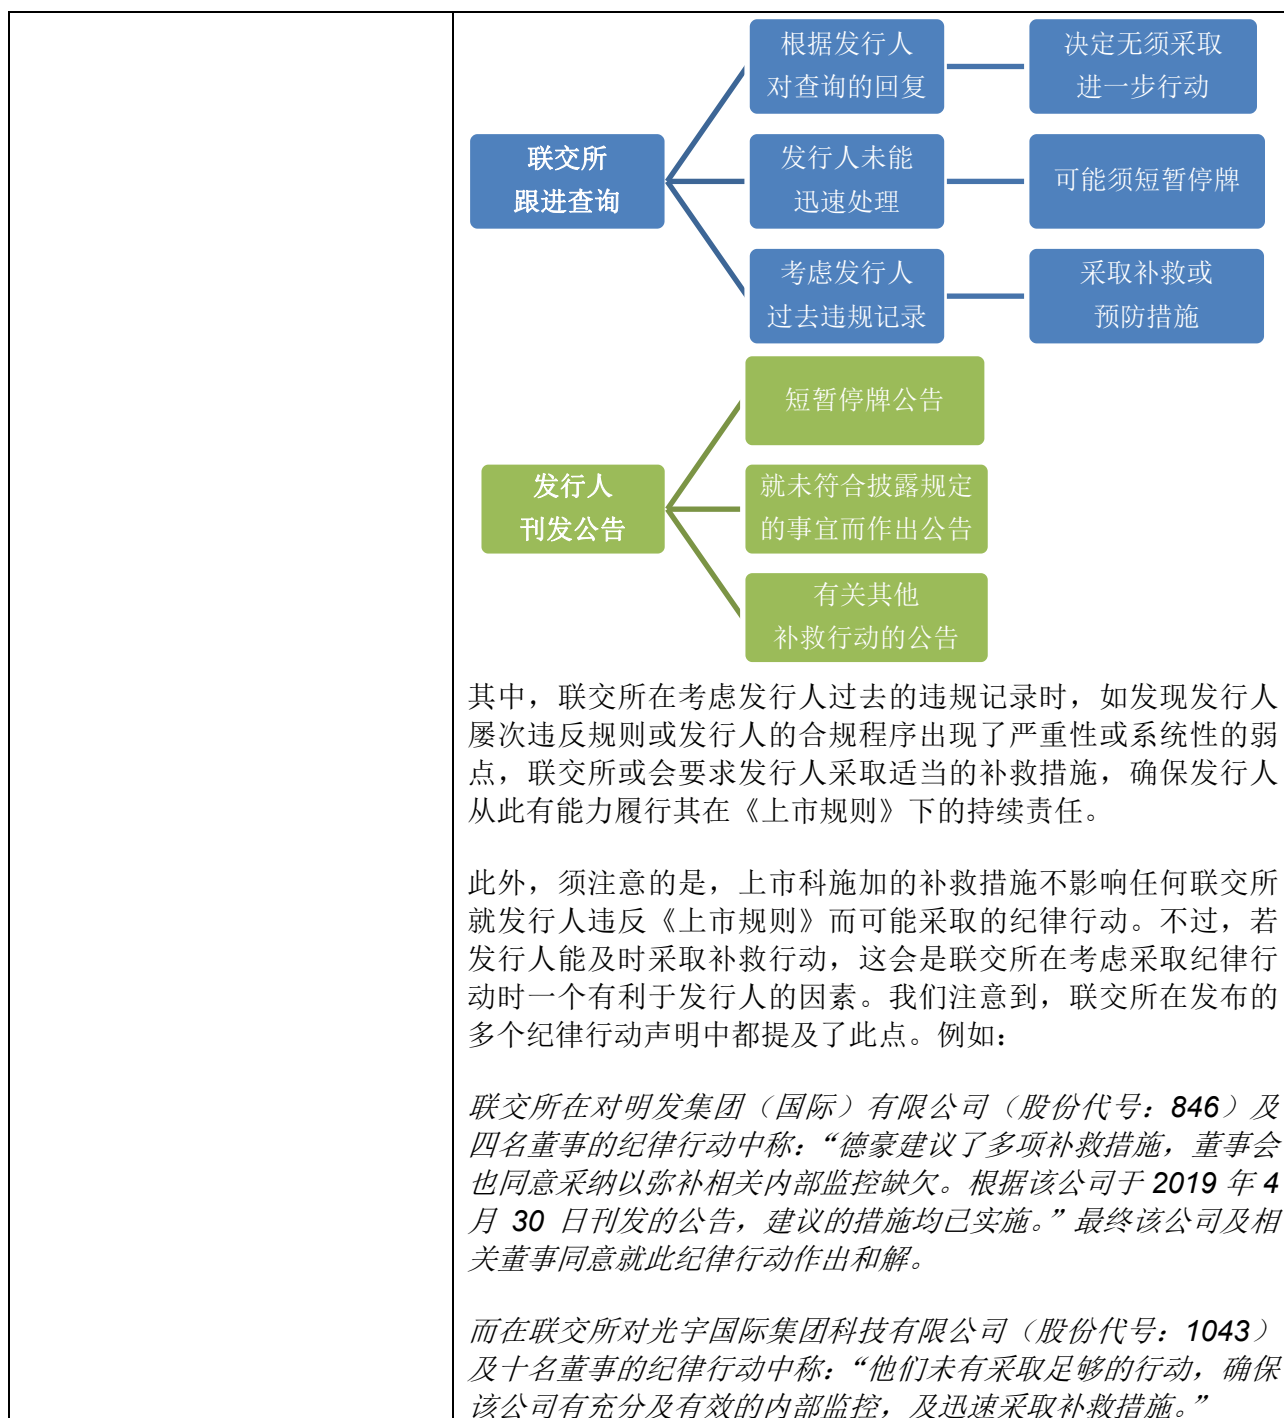 根据发行人
对查询的回复
决定无须采取
进一步行动
联交所
跟进查询
发行人未能
迅速处理
可能须短暂停牌
考虑发行人
过去违规记录
采取补救或
预防措施
短暂停牌公告
发行人
刊发公告
就未符合披露规定
的事宜而作出公告
有关其他
补救行动的公告
其中，联交所在考虑发行人过去的违规记录时，如发现发行人
屡次违反规则或发行人的合规程序出现了严重性或系统性的弱
点，联交所或会要求发行人采取适当的补救措施，确保发行人
从此有能力履行其在《上市规则》下的持续责任。
此外，须注意的是，上市科施加的补救措施不影响任何联交所
就发行人违反《上市规则》而可能采取的纪律行动。不过，若
发行人能及时采取补救行动，这会是联交所在考虑采取纪律行
动时一个有利于发行人的因素。我们注意到，联交所在发布的
多个纪律行动声明中都提及了此点。例如：
联交所在对明发集团（国际）有限公司（股份代号：846）及
四名董事的纪律行动中称：“德豪建议了多项补救措施，董事会
也同意采纳以弥补相关内部监控缺欠。根据该公司于 2019 年 4
月 30 日刊发的公告，建议的措施均已实施。”最终该公司及相
关董事同意就此纪律行动作出和解。
而在联交所对光宇国际集团科技有限公司（股份代号：1043）
及十名董事的纪律行动中称：“他们未有采取足够的行动，确保
该公司有充分及有效的内部监控，及迅速采取补救措施。”